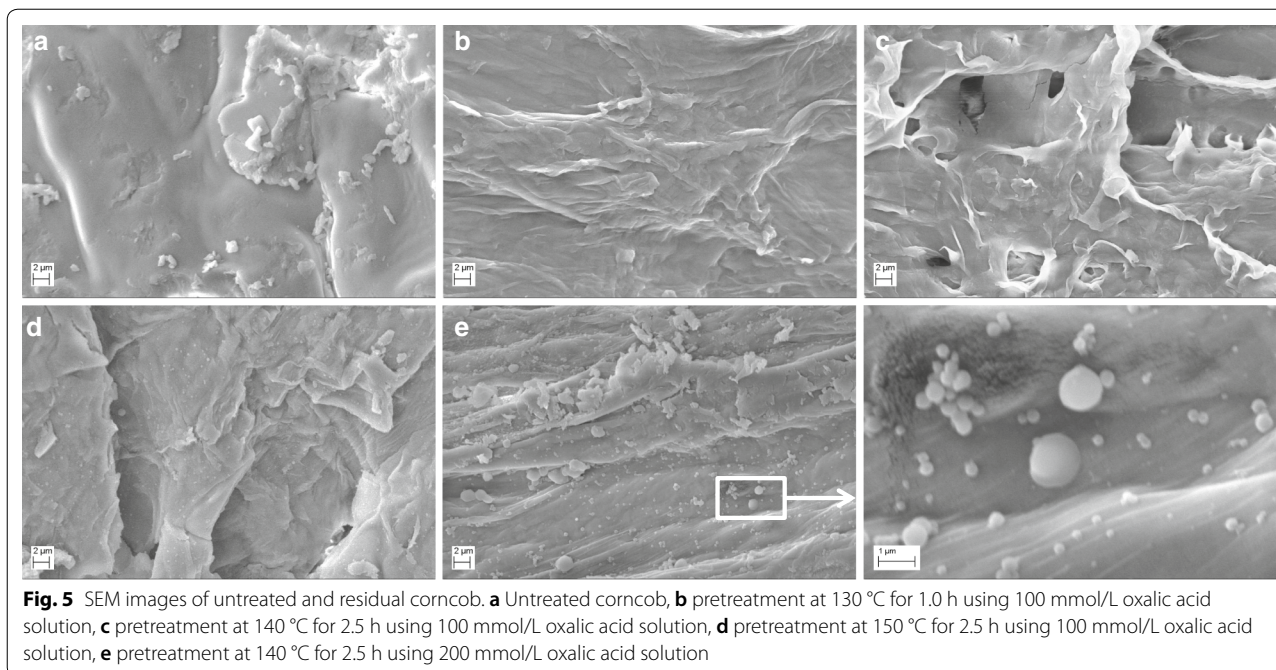 a
b
c
2 µm
2 µm
2 µm
d
e
2 µm
2 µm
1 µm
Fig. 5 SEM images of untreated and residual corncob. a Untreated corncob, b pretreatment at 130 °C for 1.0 h using 100 mmol/L oxalic acid
solution, c pretreatment at 140 °C for 2.5 h using 100 mmol/L oxalic acid solution, d pretreatment at 150 °C for 2.5 h using 100 mmol/L oxalic acid
solution, e pretreatment at 140 °C for 2.5 h using 200 mmol/L oxalic acid solution